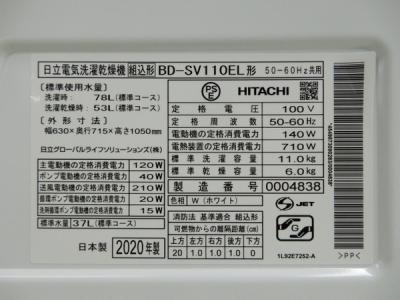 日立電気洗濯乾燥機 組込形 BD-SV110EL形 50-60Hz共用
[標準使用水量]
洗濯時: 78L(標準コース)
洗乾時: 53L(標準コース)
[外形寸法]
幅630×奥行715×高さ1050mm
日立グローバルライフソリューションズ(株)
主電動機の定格消費電力 120W
ポンプ電動機の定格消費電力 40W
送風電動機の定格消費電力 210W
循環ポンプ電動機の定格消費電力 20W
洗剤循環ポンプの定格消費電力 15W
標準水量 37L(標準コース)
日本製 2020年製
PSE
HITACHI
定格電圧 100V
定格周波数 50-60Hz
電動機の定格消費電力 140W
電熱装置の定格消費電力 710W
標準洗濯容量 11.0kg
標準乾燥容量 6.0kg
製造番号 0004838
色相 W(ホワイト)
消防法 基準適合 組込形
可燃物からの離隔距離(cm)
上方 左方 右方 前方 後方 下方
20 1.0 1.0 1.0 0
S JET
G
1L92E7252-A
>PP<